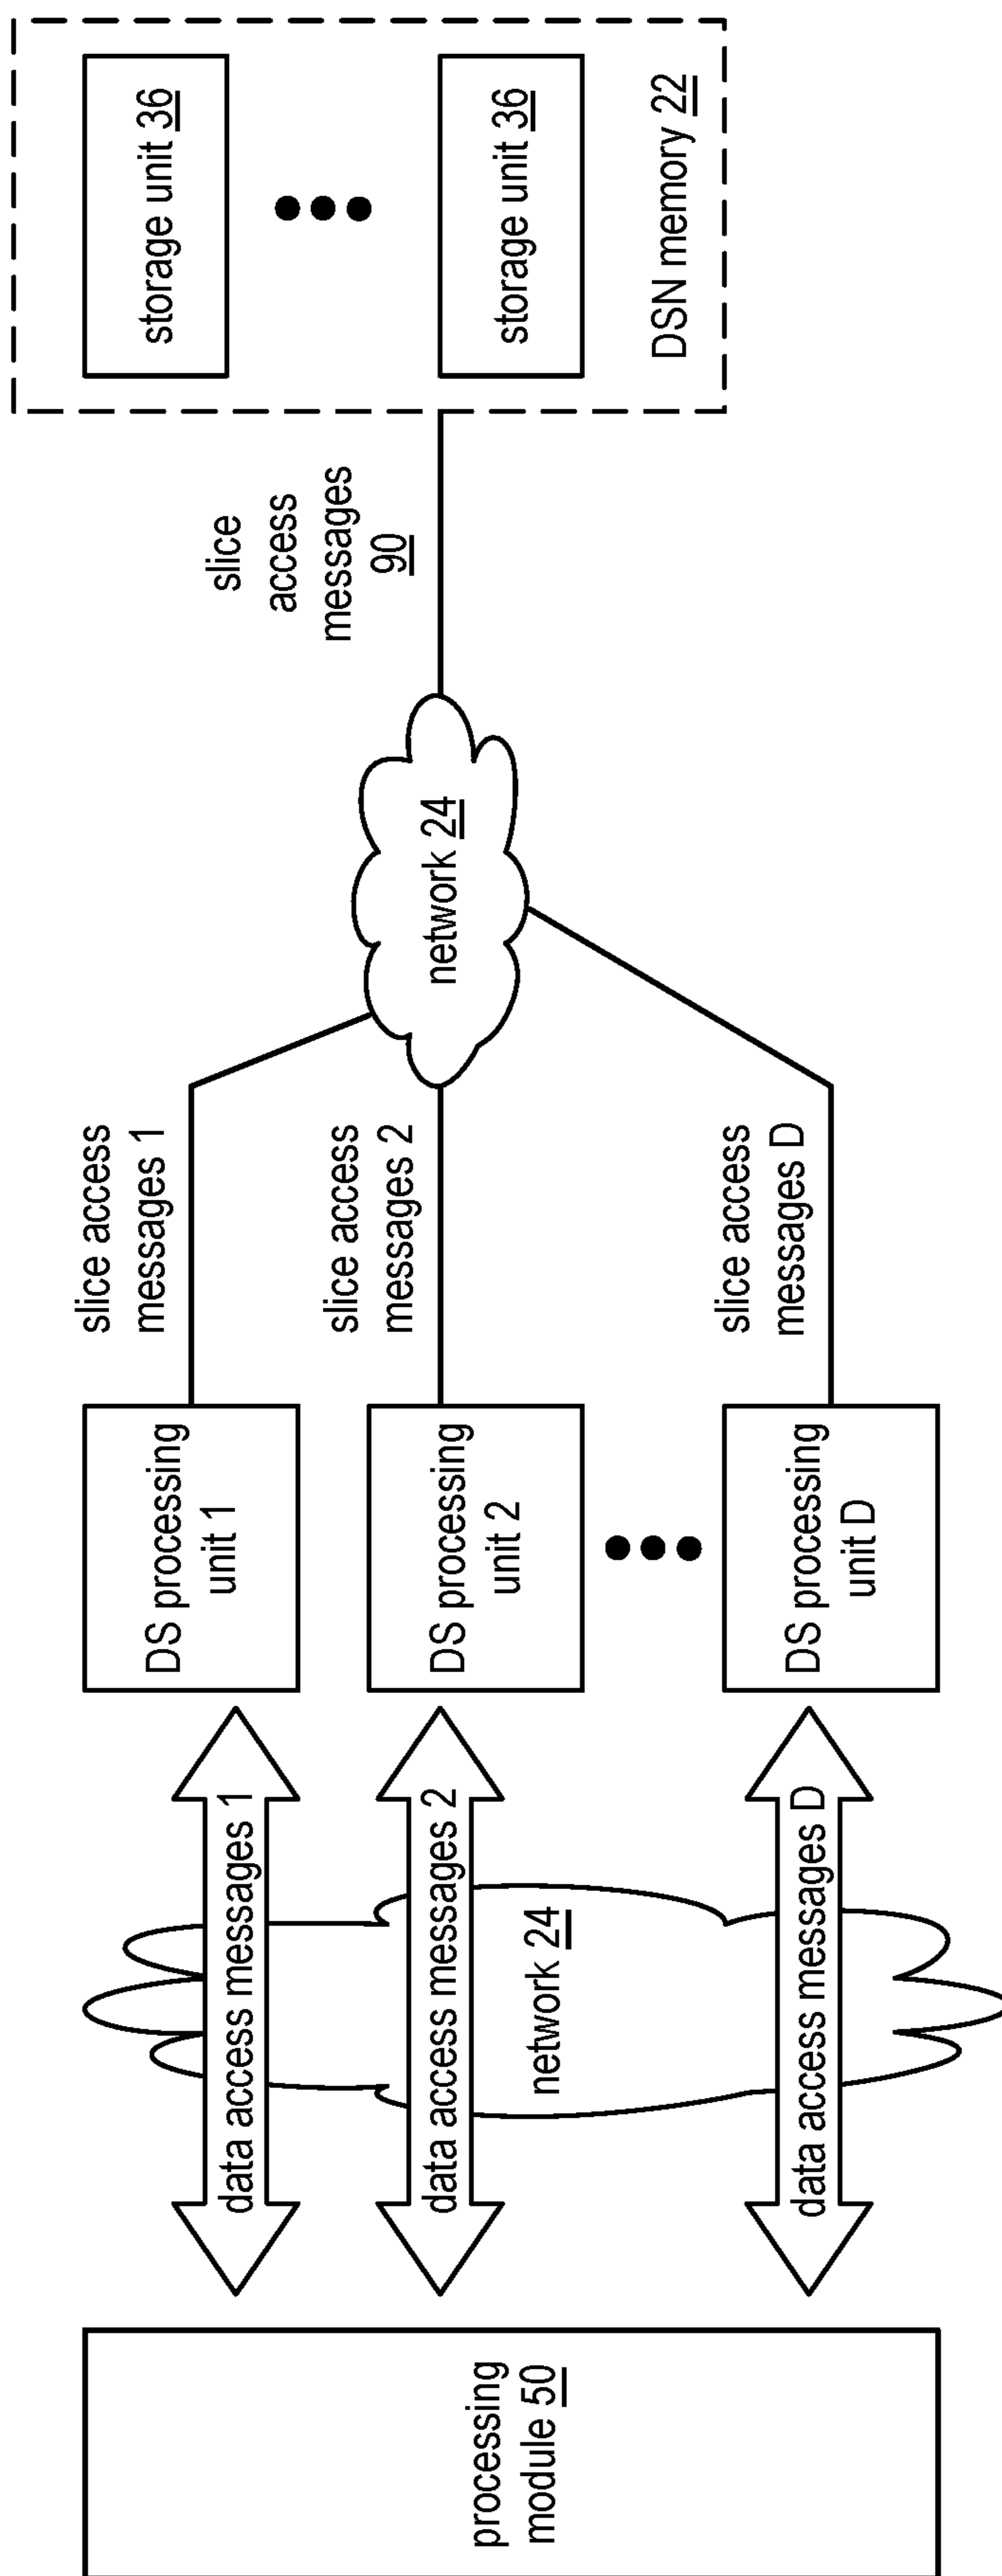 processing
module 50
data access messages 1
data access messages 2
data access messages D
network 24
DS processing
unit 1
DS processing
unit 2
DS processing
unit D
slice access
messages 1
slice access
messages 2
slice access
messages D
network 24
slice
access
messages
90
storage unit 36
storage unit 36
DSN memory 22